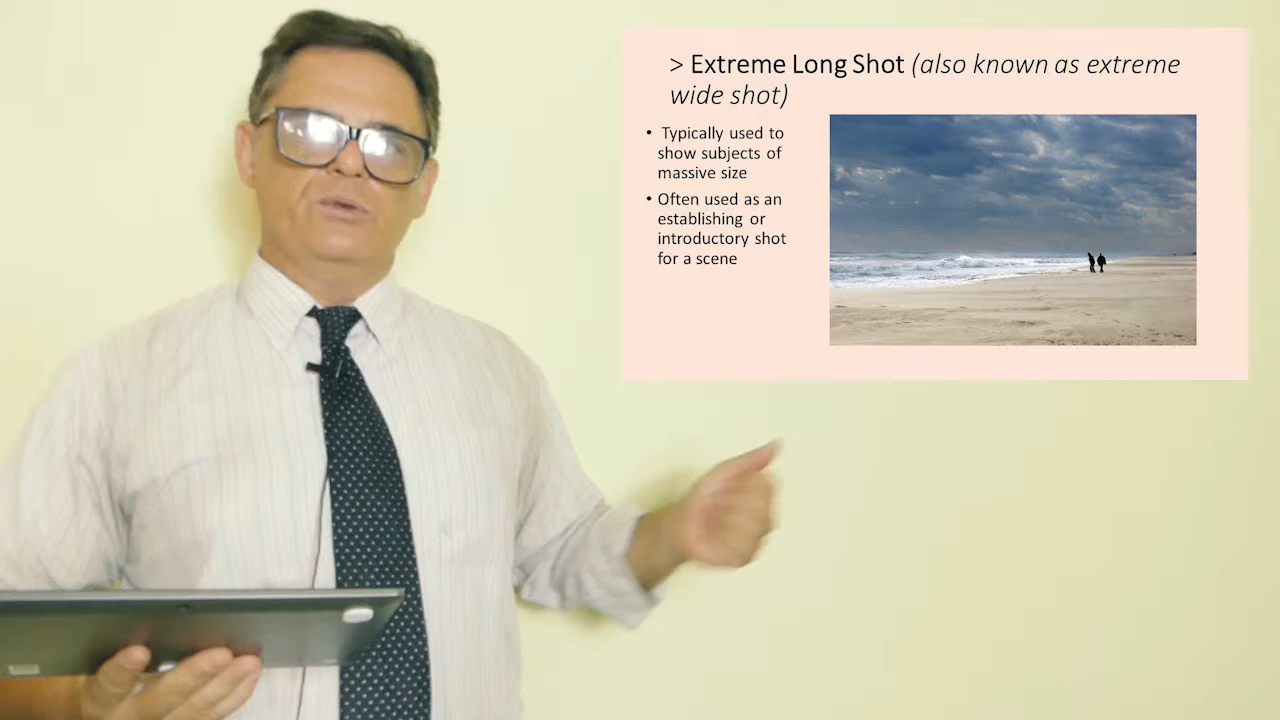 > Extreme Long Shot (also known as extreme
wide shot)
• Typically used to
show subjects of
massive size
• Often used as an
establishing or
introductory shot
for a scene